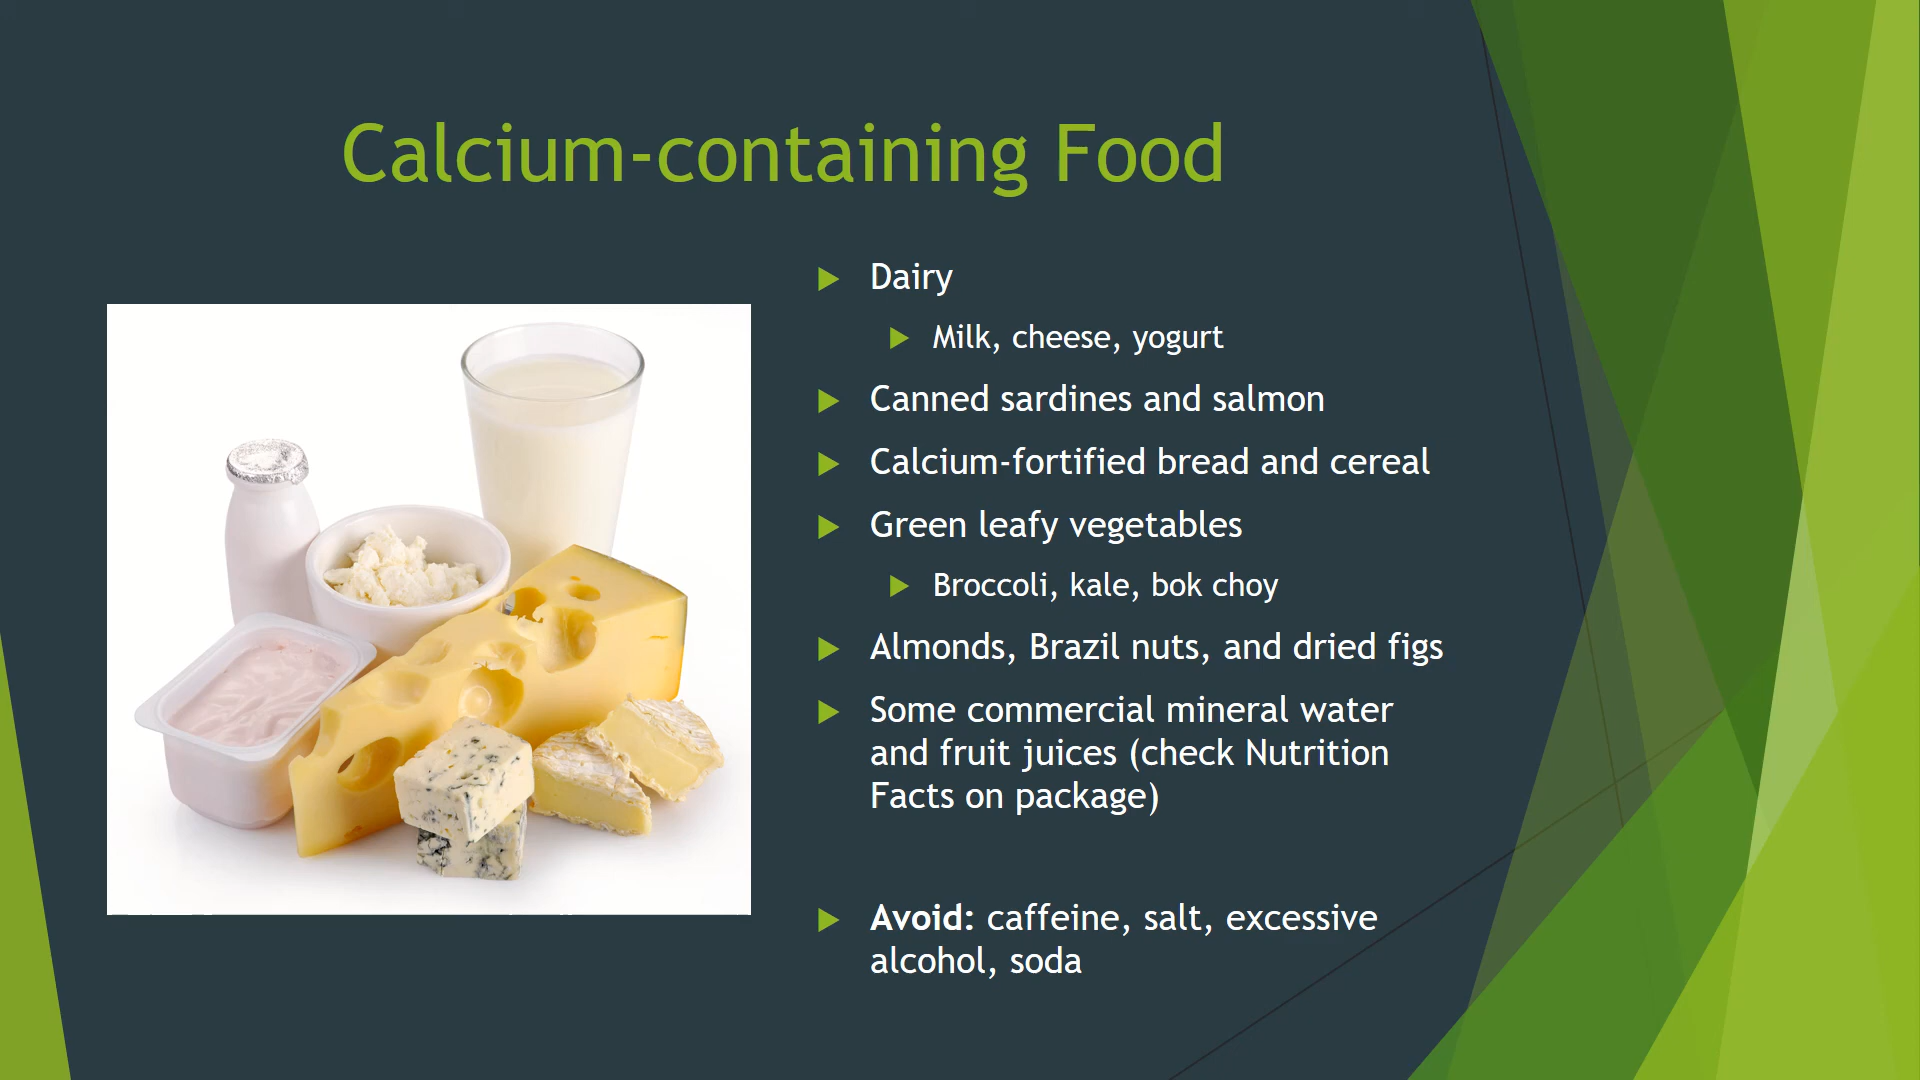 Calcium-containing Food
Dairy
Milk, cheese, yogurt
Canned sardines and salmon
Calcium-fortified bread and cereal
Green leafy vegetables
Broccoli, kale, bok choy
Almonds, Brazil nuts, and dried figs
Some commercial mineral water
and fruit juices (check Nutrition
Facts on package)
Avoid: caffeine, salt, excessive
alcohol, soda